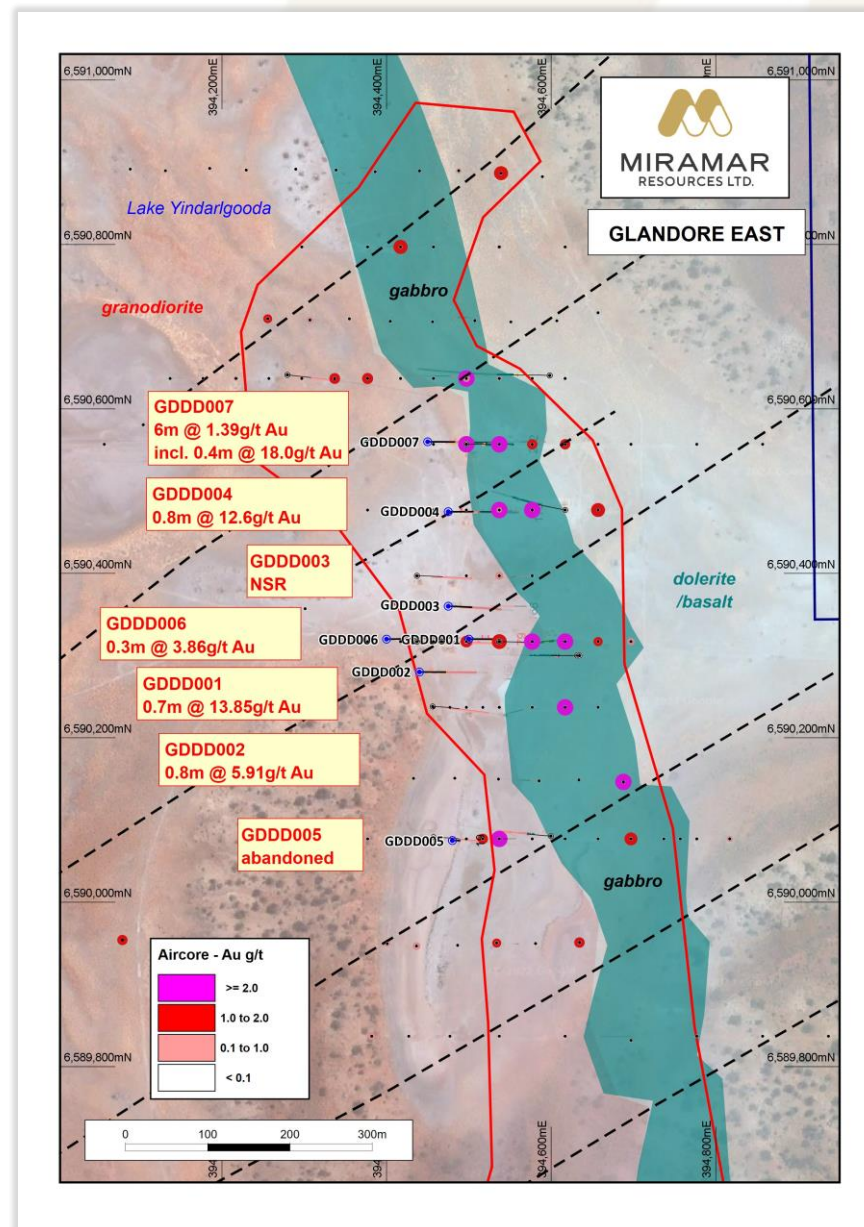 6,591,000mN
394,200mE
394,400mE
394,600mE
6,591,000mN
MIRAMAR
RESOURCES LTD.
GLANDORE EAST
Lake Yindarlgooda
6,590,800mN
granodiorite
gabbro
6,590,600mN
6,590,600mN
GDDD007
6m @ 1.39g/t Au
incl. 0.4m @ 18.0g/t Au
GDDD007
GDDD004
0.8m @ 12.6g/t Au
GDDD004
6,590,400mN
6,590,400mN
GDDD003
NSR
GDDD003
dolerite
/basalt
GDDD006
0.3m @ 3.86g/t Au
GDDD006
GDDD001
GDDD002
GDDD001
0.7m @ 13.85g/t Au
6,590,200mN
6,590,200mN
GDDD002
0.8m @ 5.91g/t Au
GDDD005
abandoned
GDDD005
gabbro
6,590,000mN
6,590,000mN
Aircore - Au g/t
>= 2.0
1.0 to 2.0
0.1 to 1.0
< 0.1
6,589,800mN
6,589,800mN
0 100 200 300m
394,600mE
394,800mE